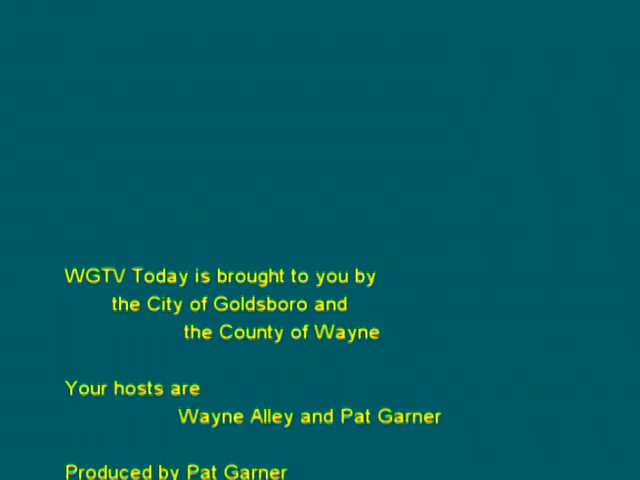 WGTV Today is brought to you by
the City of Goldsboro and
the County of Wayne
Your hosts are
Wayne Alley and Pat Garner
Produced by Pat Garner